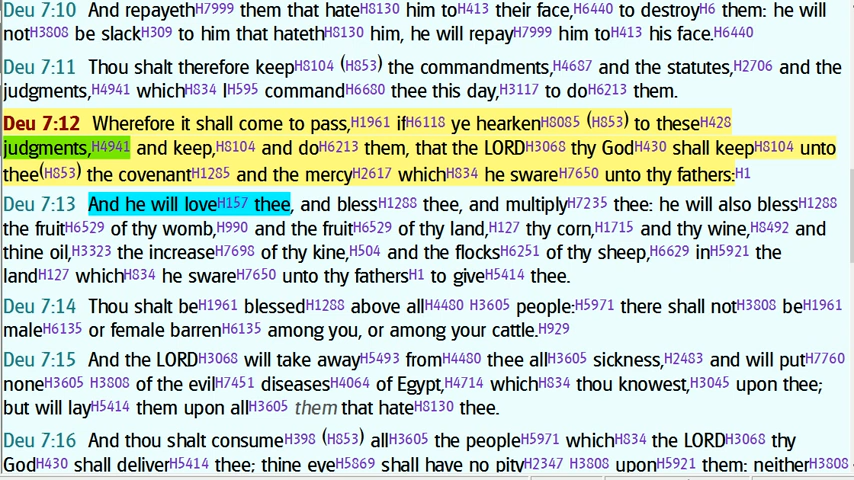 Deu 7:10 And repayethH7999 them that hateH8130 him toH413 their face,H6440 to destroyH6 them: he will
notH3808 be slackH309 to him that hatethH8130 him, he will repayH7999 him toH413 his face.H6440
Deu 7:11 Thou shalt therefore keepH8104 (H853) the commandments,H4687 and the statutes,H2706 and the
judgments,H4941 whichH834 IH595 commandH6680 thee this day,H3117 to doH6213 them.
Deu 7:12 Wherefore it shall come to pass,H1961 ifH6118 ye hearkenH8085 (H853) to theseH428
judgments,H4941 and keep,H8104 and doH6213 them, that the LORDH3068 thy GodH430 shall keepH8104 unto
thee(H853) the covenantH1285 and the mercyH2617 whichH834 he swareH7650 unto thy fathers:H1
Deu 7:13 And he will loveH157 thee, and blessH1288 thee, and multiplyH7235 thee: he will also blessH1288
the fruitH6529 of thy womb,H990 and the fruitH6529 of thy land,H127 thy corn,H1715 and thy wine,H8492 and
thine oil,H3323 the increaseH7698 of thy kine,H504 and the flocksH6251 of thy sheep,H6629 inH5921 the
landH127 whichH834 he swareH7650 unto thy fathersH1 to giveH5414 thee.
Deu 7:14 Thou shalt beH1961 blessedH1288 above allH4480 H3605 people:H5971 there shall notH3808 beH1961
maleH6135 or female barrenH6135 among you, or among your cattle.H929
Deu 7:15 And the LORDH3068 will take awayH5493 fromH4480 thee allH3605 sickness,H2483 and will putH7760
noneH3605 H3808 of the evilH7451 diseasesH4064 of Egypt,H4714 whichH834 thou knowest,H3045 upon thee;
but will layH5414 them upon allH3605 them that hateH8130 thee.
Deu 7:16 And thou shalt consumeH398 (H853) allH3605 the peopleH5971 whichH834 the LORDH3068 thy
GodH430 shall deliverH5414 thee; thine eyeH5869 shall have no pityH2347 H3808 uponH5921 them: neitherH3808